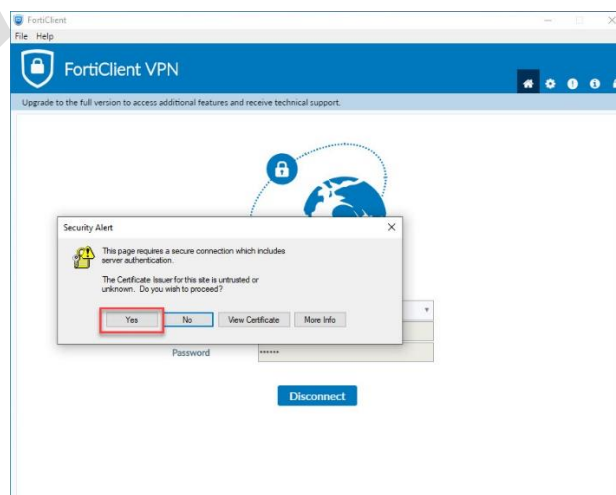 FortiClient
File Help
FortiClient VPN
Upgrade to the full version to access additional features and receive technical support.
Security Alert
This page requires a secure connection which includes
server authentication.
The Certificate Issuer for this site is untrusted or
unknown. Do you wish to proceed?
Yes No View Certificate More Info
Password ••••••
Disconnect